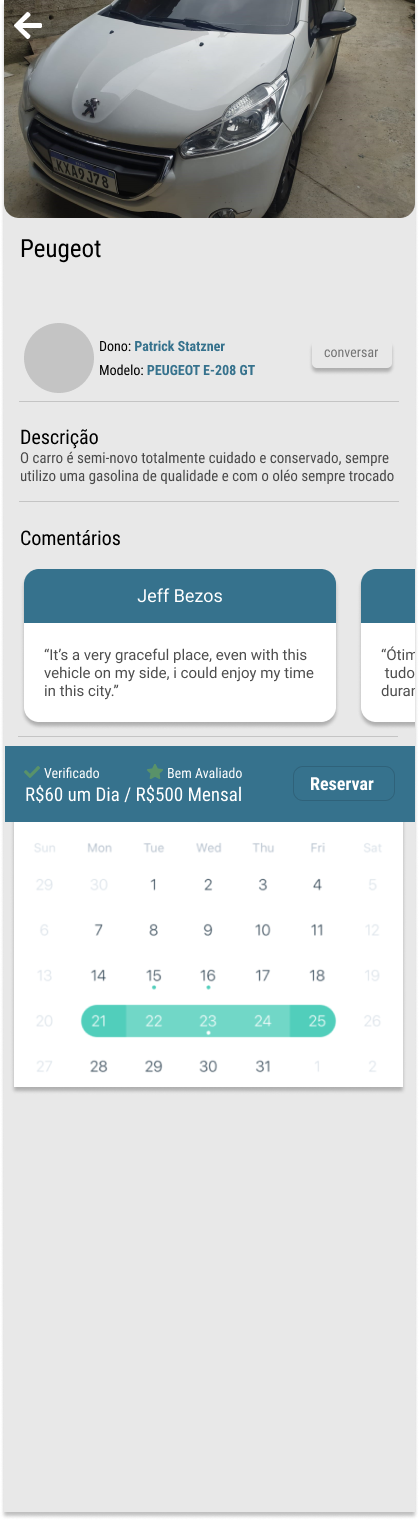 KXA9J78
Peugeot
Dono: Patrick Statzner
Modelo: PEUGEOT E-208 GT
conversar
Descrição
O carro é semi-novo totalmente cuidado e conservado, sempre
utilizo uma gasolina de qualidade e com o oléo sempre trocado
Comentários
Jeff Bezos
“It’s a very graceful place, even with this
vehicle on my side, i could enjoy my time
in this city.”
“Ótim
tudo
durar
Verificado Bem Avaliado
R$60 um Dia / R$500 Mensal
Reservar
Sun Mon Tue Wed Thu Fri Sat
29 30 1 2 3 4 5
6 7 8 9 10 11 12
13 14 15 16 17 18 19
20 21 22 23 24 25 26
27 28 29 30 31 1 2